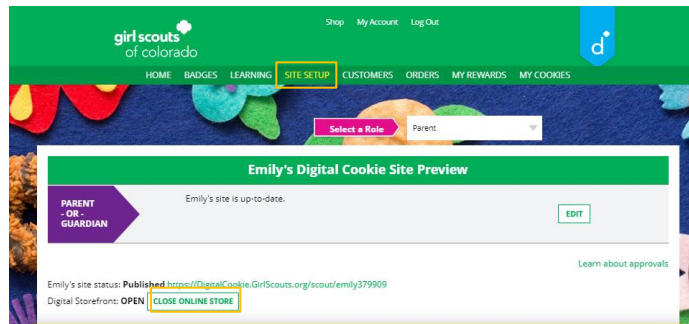 Shop My Account Log Out
girl scouts
of colorado
d
HOME BADGES LEARNING SITE SETUP CUSTOMERS ORDERS MY REWARDS MY COOKIES
Select a Role Parent
Emily's Digital Cookie Site Preview
PARENT
- OR -
GUARDIAN
Emily's site is up-to-date.
EDIT
Learn about approvals
Emily's site status: Published https://DigitalCookie.GirlScouts.org/scout/emily379909
Digital Storefront: OPEN CLOSE ONLINE STORE